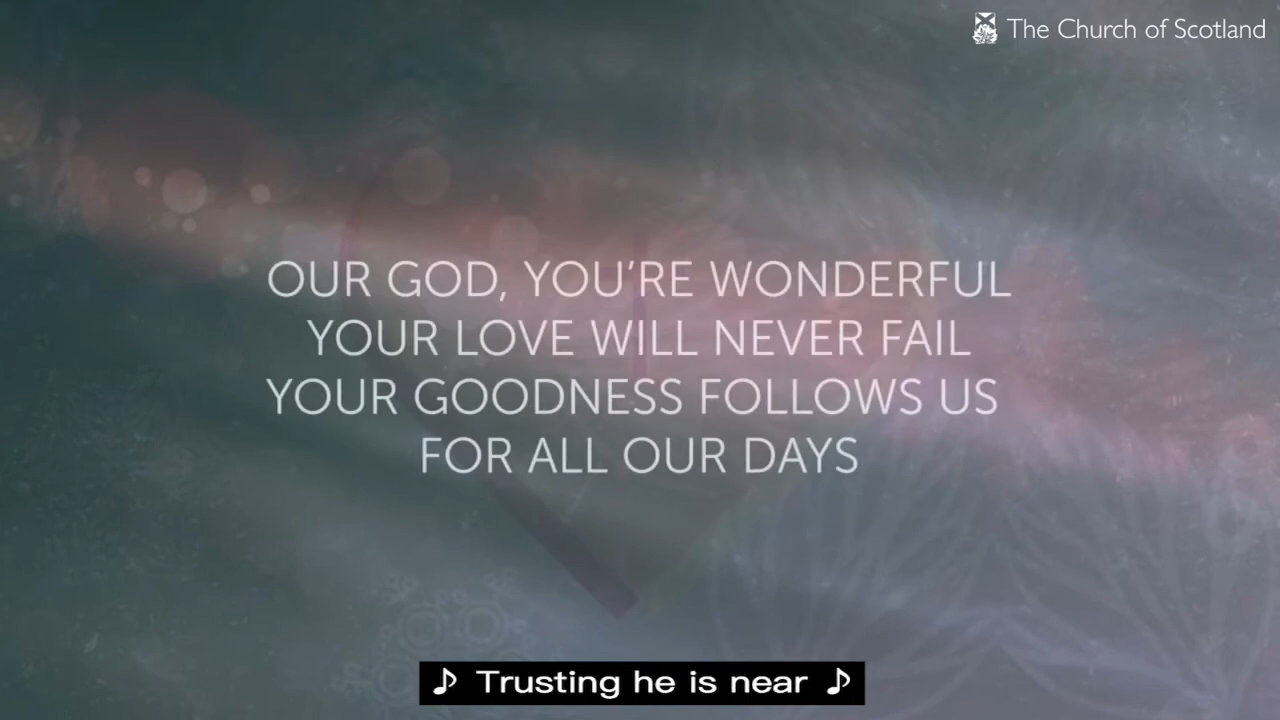 The Church of Scotland
OUR GOD, YOU'RE WONDERFUL
YOUR LOVE WILL NEVER FAIL
YOUR GOODNESS FOLLOWS US
FOR ALL OUR DAYS
♪ Trusting he is near ♪